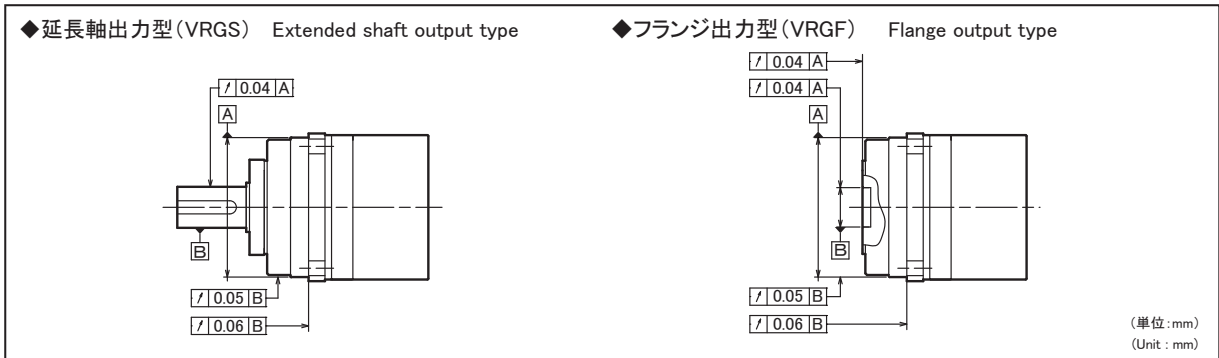 ◆延長軸出力型(VRGS) Extended shaft output type
↗ 0.04 A
A
B
↗ 0.05 B
↗ 0.06 B
◆フランジ出力型(VRGF) Flange output type
↗ 0.04 A
↗ 0.04 A
A
B
↗ 0.05 B
↗ 0.06 B
(単位:mm)
(Unit : mm)